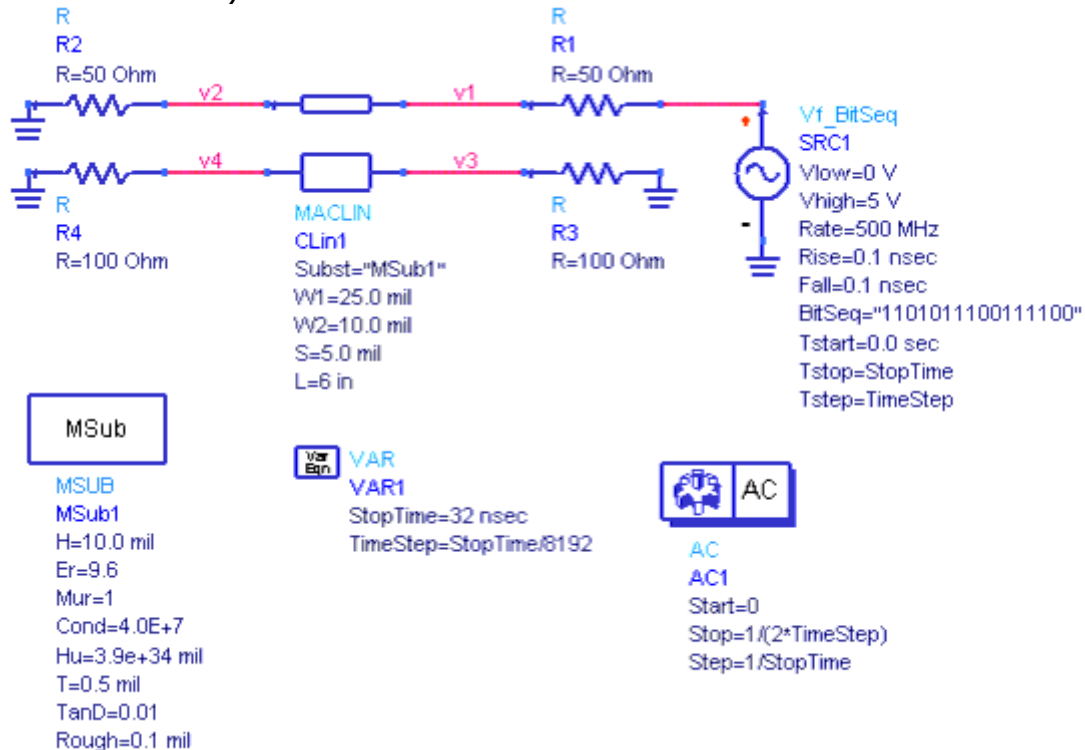 R
R2
R=50 Ohm
R
R1
R=50 Ohm
v2
v1
v4
v3
Vf_BitSeq
SRC1
Vlow=0 V
Vhigh=5 V
Rate=500 MHz
Rise=0.1 nsec
Fall=0.1 nsec
BitSeq="1101011100111100"
Tstart=0.0 sec
Tstop=StopTime
Tstep=TimeStep
R
R4
R=100 Ohm
MACLIN
CLin1
Subst="MSub1"
W1=25.0 mil
W2=10.0 mil
S=5.0 mil
L=6 in
R
R3
R=100 Ohm
MSub
MSUB
MSub1
H=10.0 mil
Er=9.6
Mur=1
Cond=4.0E+7
Hu=3.9e+34 mil
T=0.5 mil
TanD=0.01
Rough=0.1 mil
Var
Eqn
VAR
VAR1
StopTime=32 nsec
TimeStep=StopTime/8192
AC
AC
AC1
Start=0
Stop=1/(2*TimeStep)
Step=1/StopTime